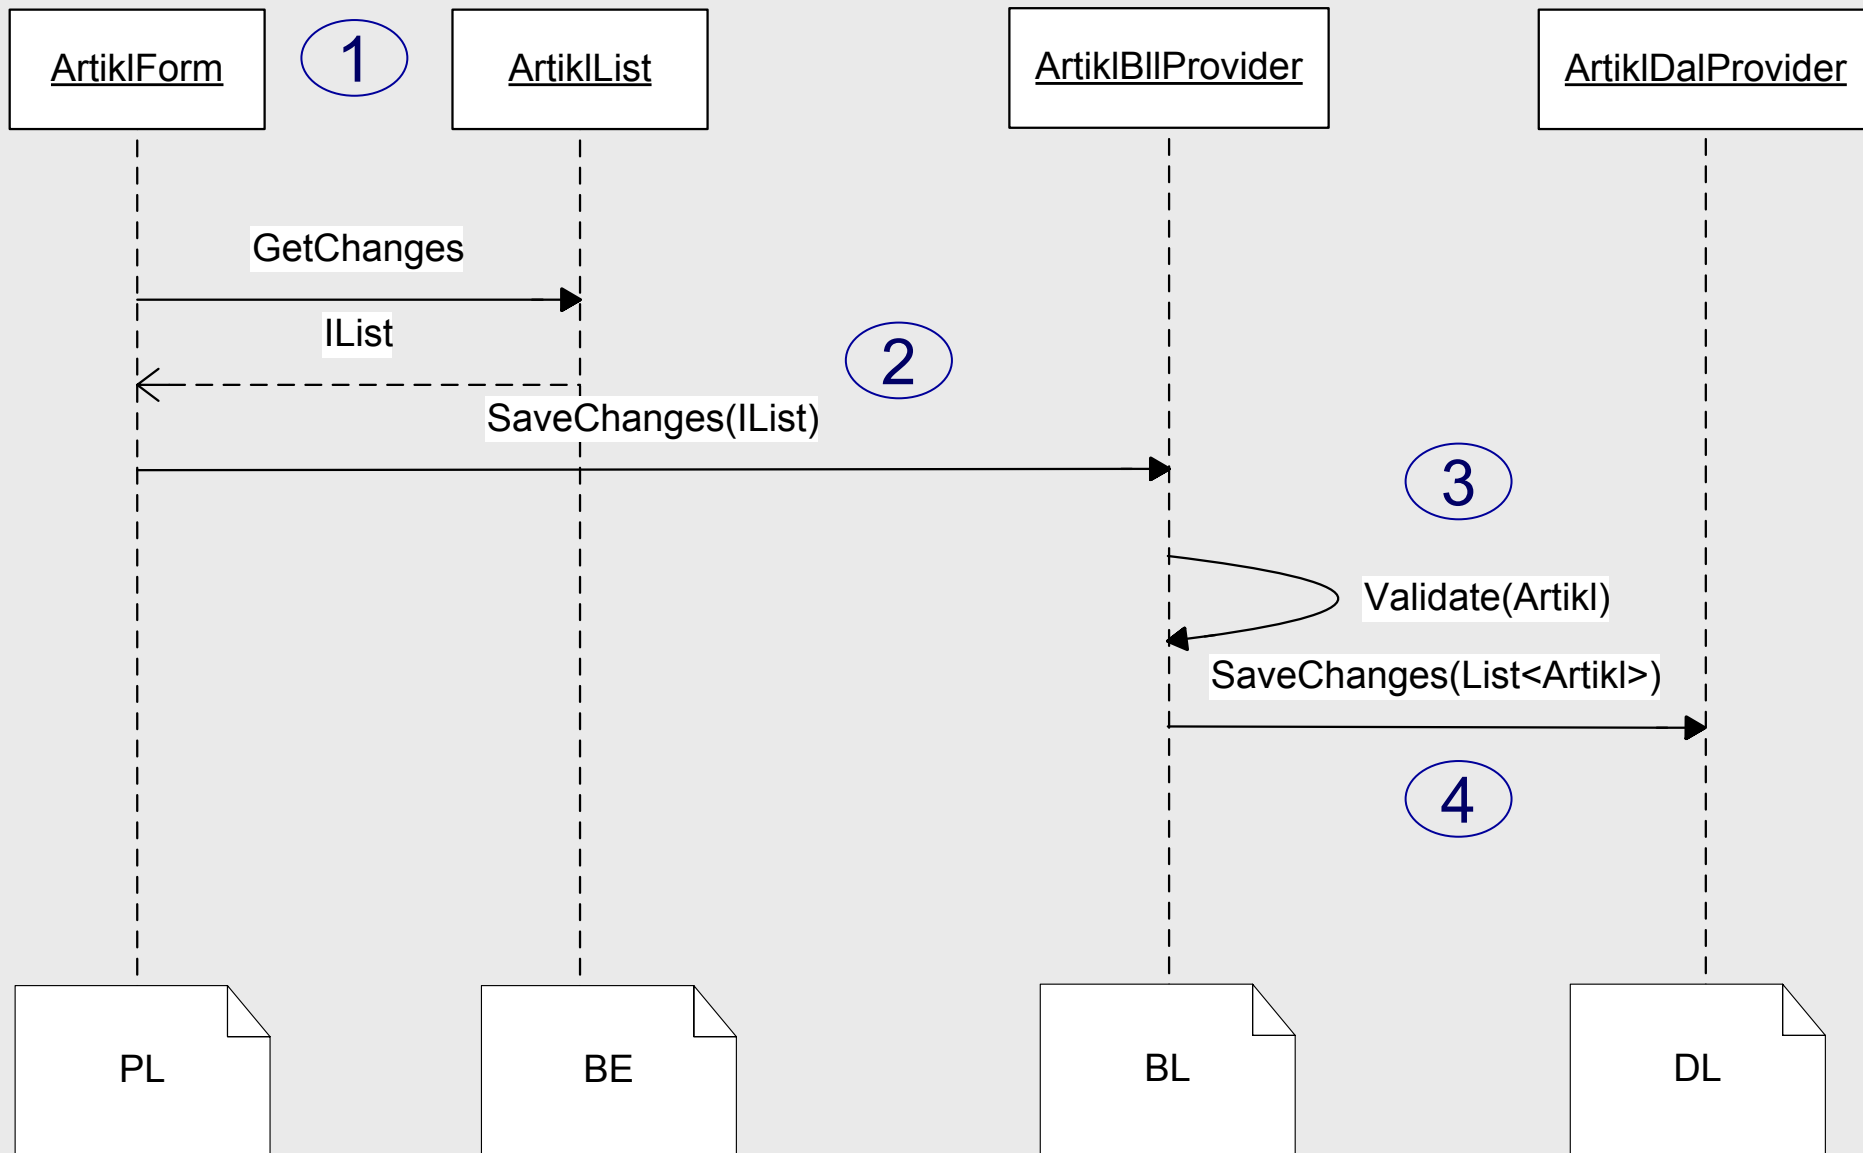 ArtiklForm
1
ArtiklList
ArtiklBllProvider
ArtiklDalProvider
GetChanges
IList
2
SaveChanges(IList)
3
Validate(Artikl)
SaveChanges(List<Artikl>)
4
PL
BE
BL
DL